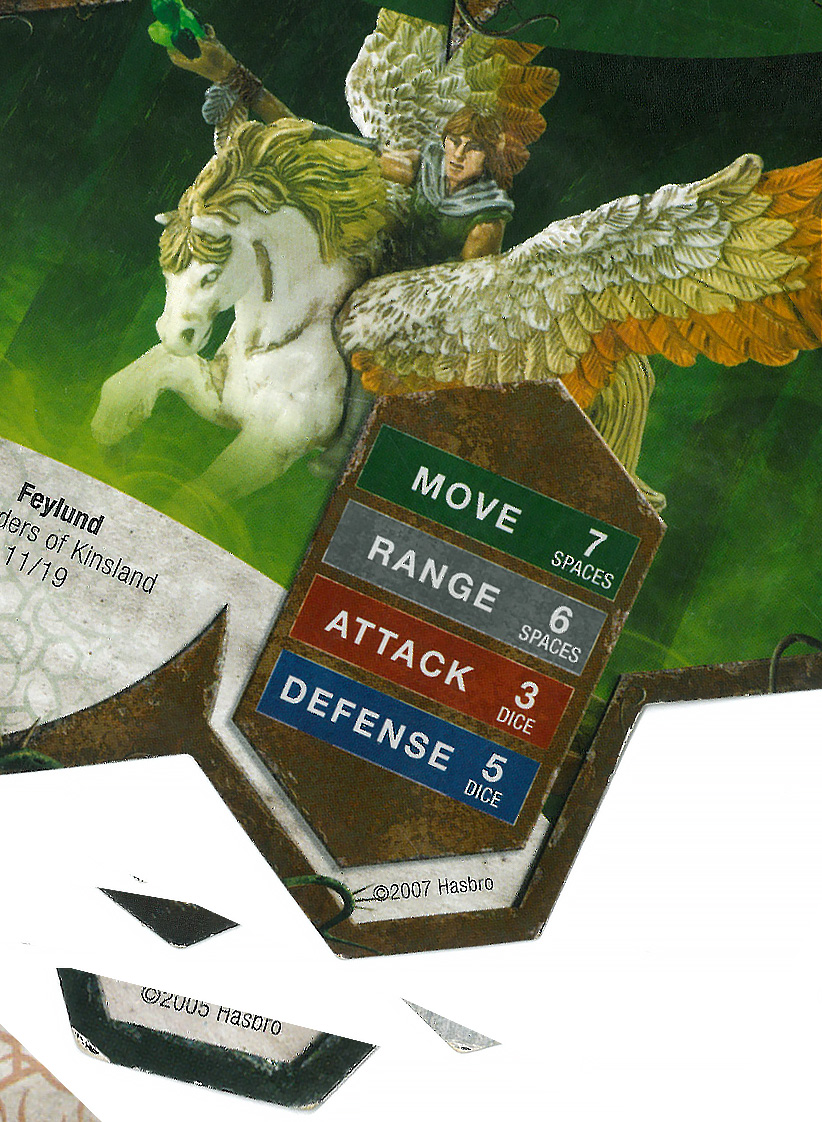 Feylund
ders of Kinsland
11/19
MOVE 7
SPACES
RANGE 6
SPACES
ATTACK 3
DICE
DEFENSE 5
DICE
©2007 Hasbro
©2005 Hasbro